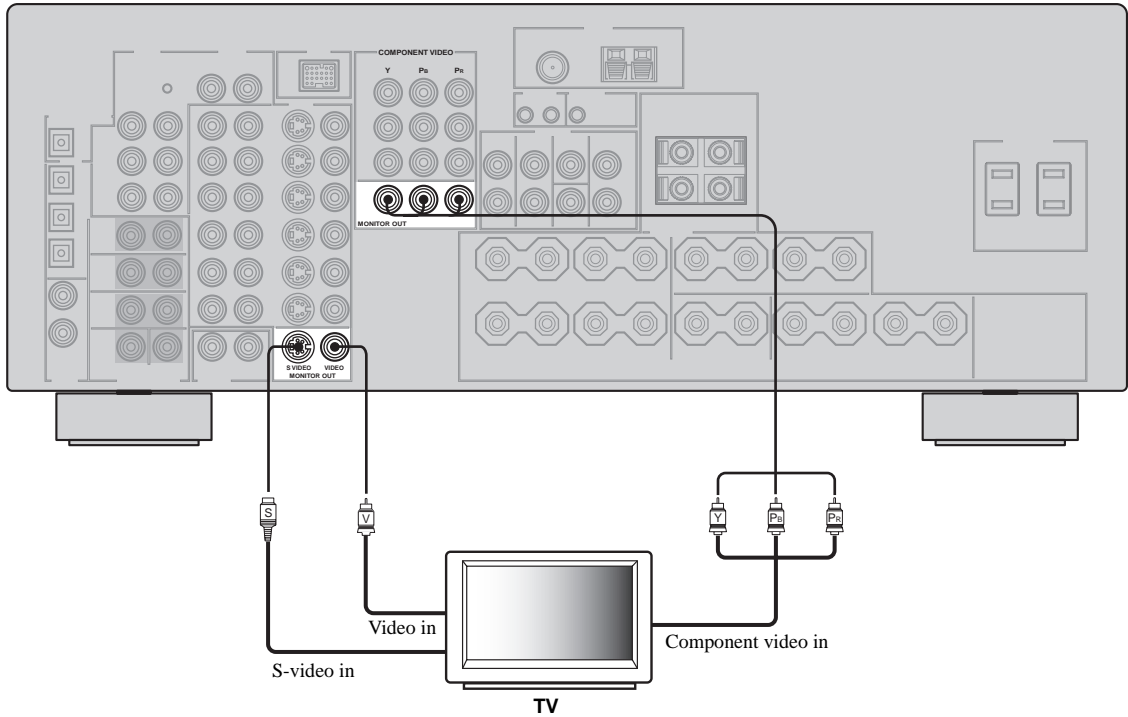 COMPONENT VIDEO
Y PB PR
MONITOR OUT
S VIDEO VIDEO
MONITOR OUT
S
V
Y
PB
PR
Video in
S-video in
Component video in
TV